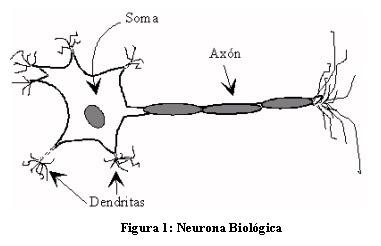 Soma
Axón
Dendritas
Figura 1: Neurona Biológica